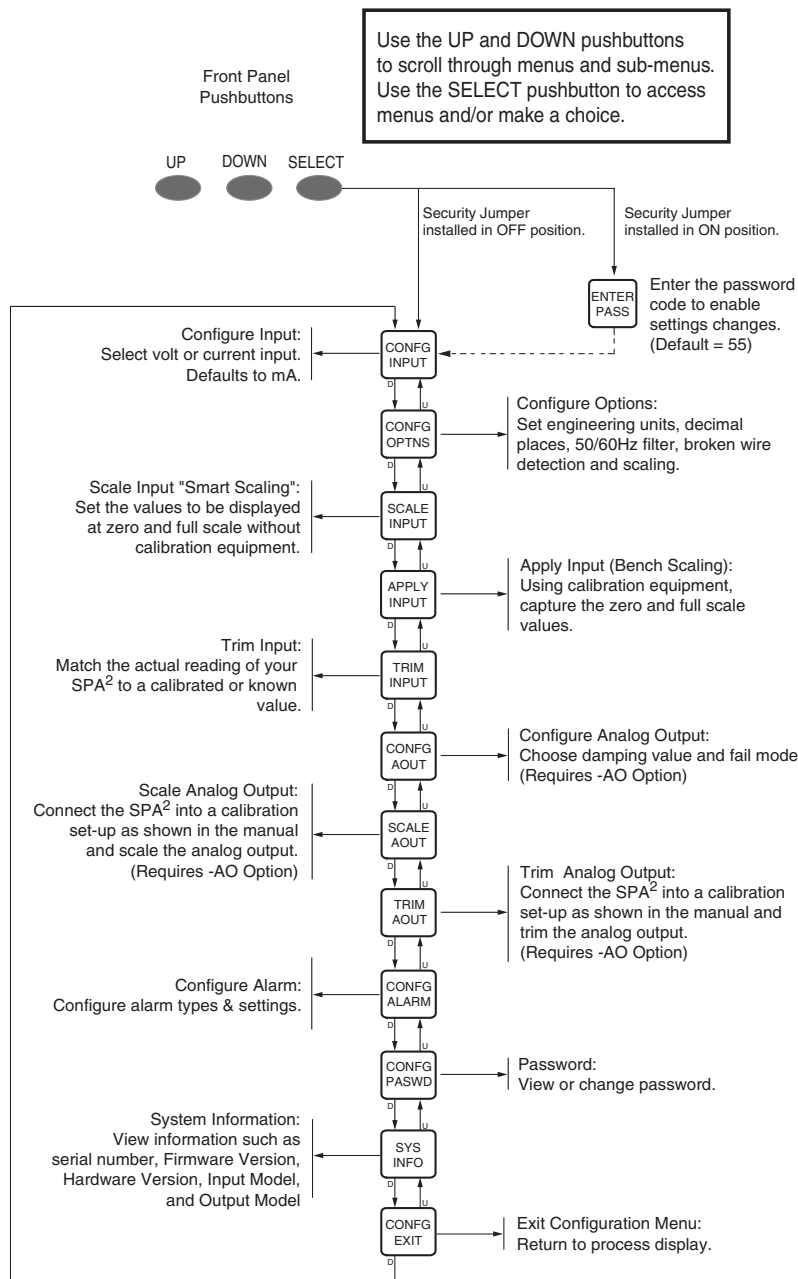 Use the UP and DOWN pushbuttons
to scroll through menus and sub-menus.
Use the SELECT pushbutton to access
menus and/or make a choice.
Front Panel
Pushbuttons
UP
DOWN
SELECT
Security Jumper
installed in OFF position.
Security Jumper
installed in ON position.
ENTER
PASS
Enter the password
code to enable
settings changes.
(Default = 55)
Configure Input:
Select volt or current input.
Defaults to mA.
CONFG
INPUT
D
U
CONFG
OPTNS
Configure Options:
Set engineering units, decimal
places, 50/60Hz filter, broken wire
detection and scaling.
D
U
Scale Input "Smart Scaling":
Set the values to be displayed
at zero and full scale without
calibration equipment.
SCALE
INPUT
D
U
APPLY
INPUT
Apply Input (Bench Scaling):
Using calibration equipment,
capture the zero and full scale
values.
D
U
Trim Input:
Match the actual reading of your
SPA² to a calibrated or known
value.
TRIM
INPUT
D
U
CONFG
AOUT
Configure Analog Output:
Choose damping value and fail mode
(Requires -AO Option)
D
U
Scale Analog Output:
Connect the SPA² into a calibration
set-up as shown in the manual
and scale the analog output.
(Requires -AO Option)
SCALE
AOUT
D
U
TRIM
AOUT
Trim Analog Output:
Connect the SPA² into a calibration
set-up as shown in the manual and
trim the analog output.
(Requires -AO Option)
D
U
Configure Alarm:
Configure alarm types & settings.
CONFG
ALARM
D
U
CONFG
PASWD
Password:
View or change password.
D
U
System Information:
View information such as
serial number, Firmware Version,
Hardware Version, Input Model,
and Output Model
SYS
INFO
D
U
CONFG
EXIT
Exit Configuration Menu:
Return to process display.
D